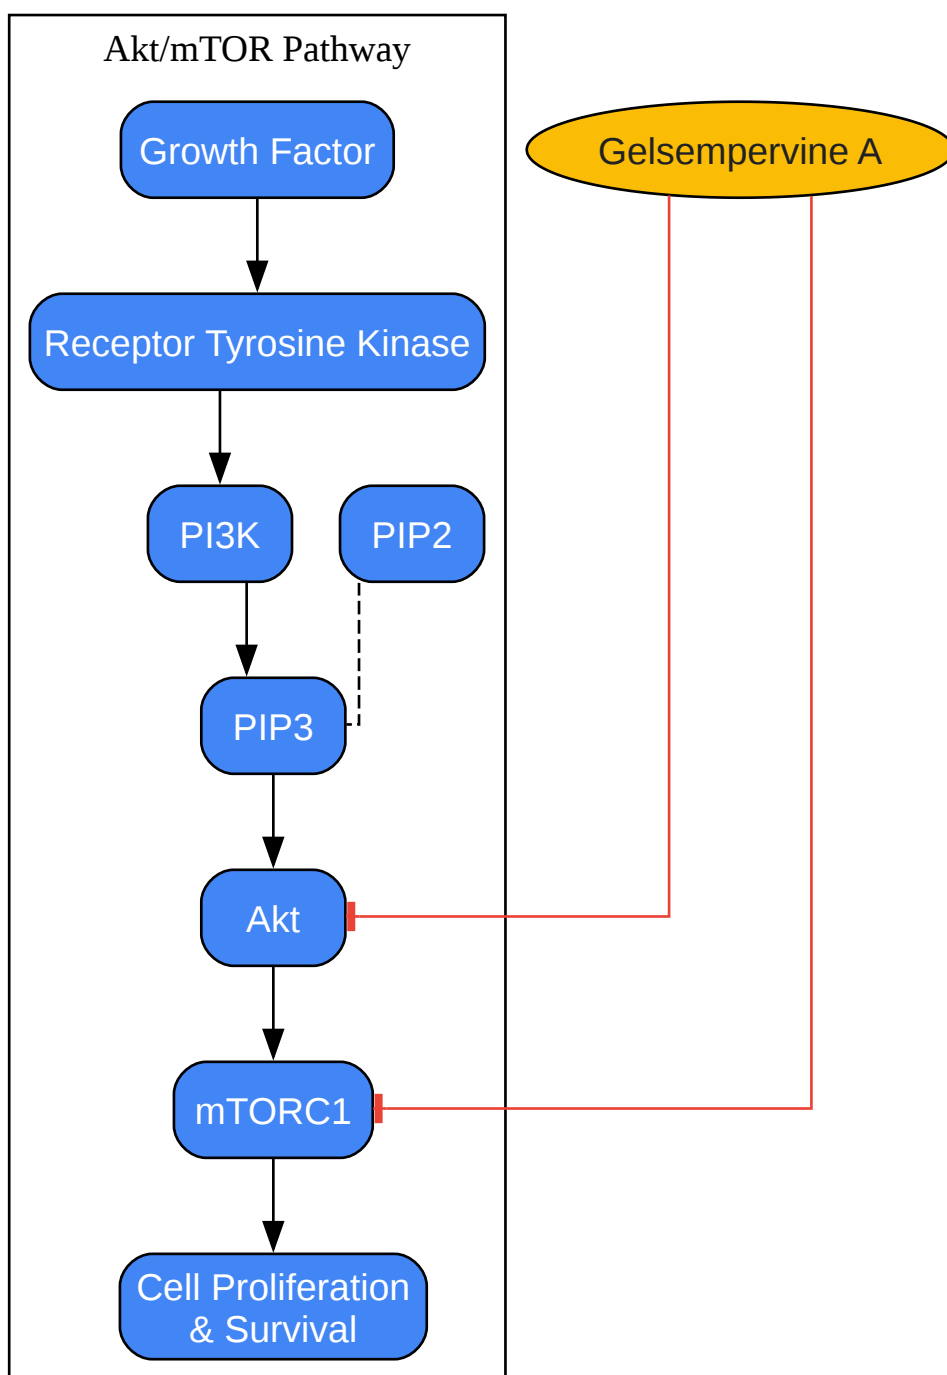 Akt/mTOR Pathway
Growth Factor
Gelsempervine A
Receptor Tyrosine Kinase
PI3K
PIP2
PIP3
Akt
mTORC1
Cell Proliferation
& Survival